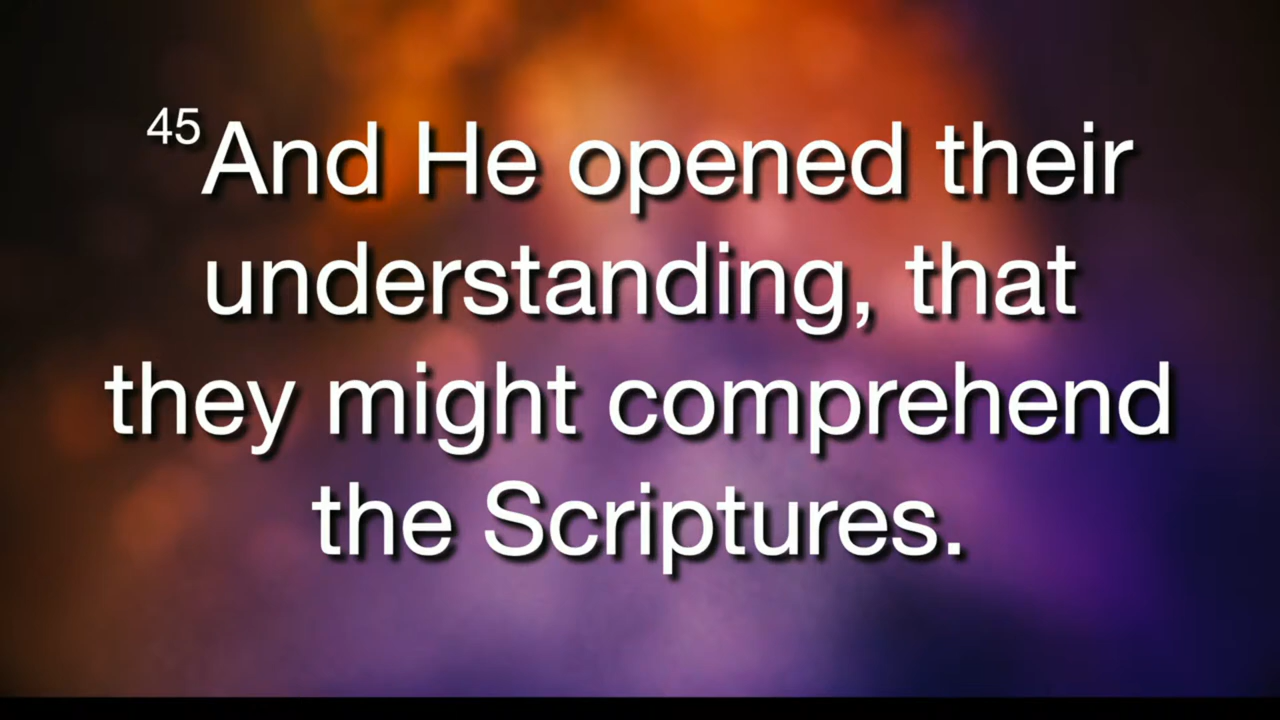 45And He opened their
understanding, that
they might comprehend
the Scriptures.